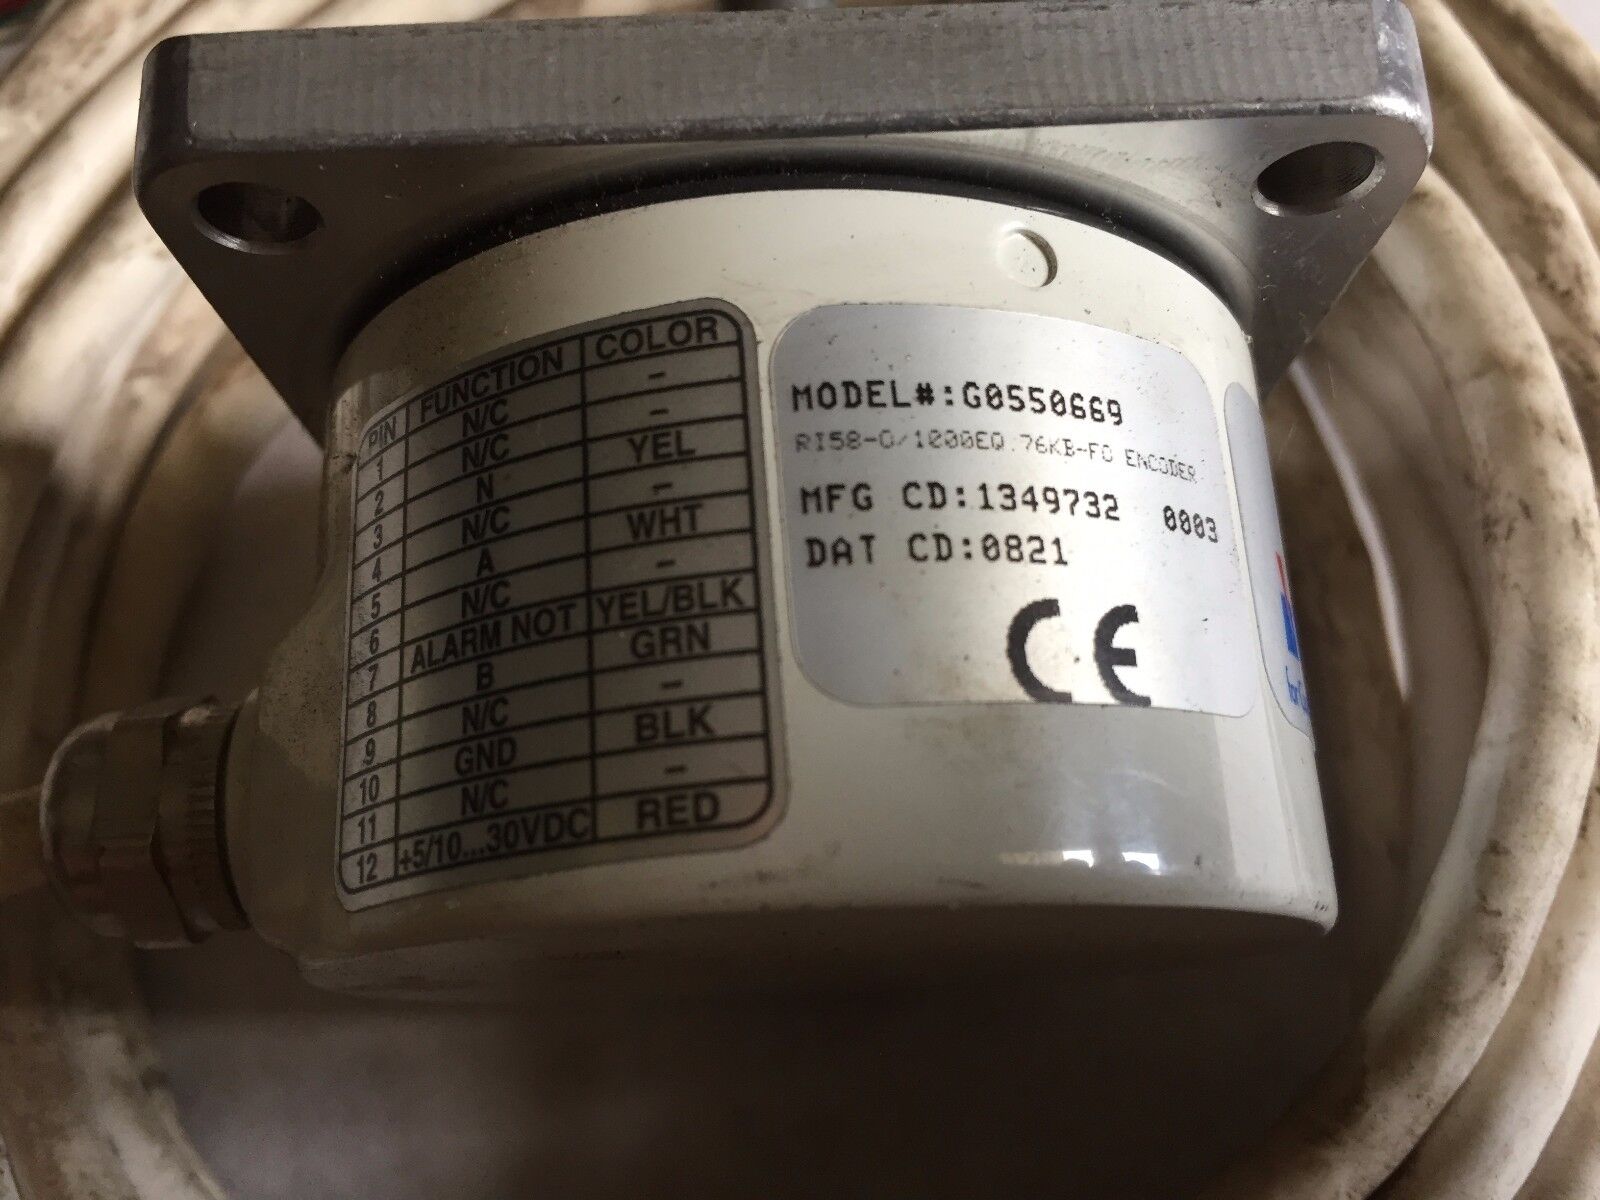 PIN FUNCTION COLOR
1 N/C –
2 N/C –
3 N YEL
4 N/C –
5 A WHT
6 N/C –
7 ALARM NOT YEL/BLK
8 B GRN
9 N/C –
10 GND BLK
11 N/C –
12 +5/10...30VDC RED
MODEL#:G0550669
RI58-O/1000EQ.76KB-FO ENCODER
MFG CD:1349732 0003
DAT CD:0821
CE